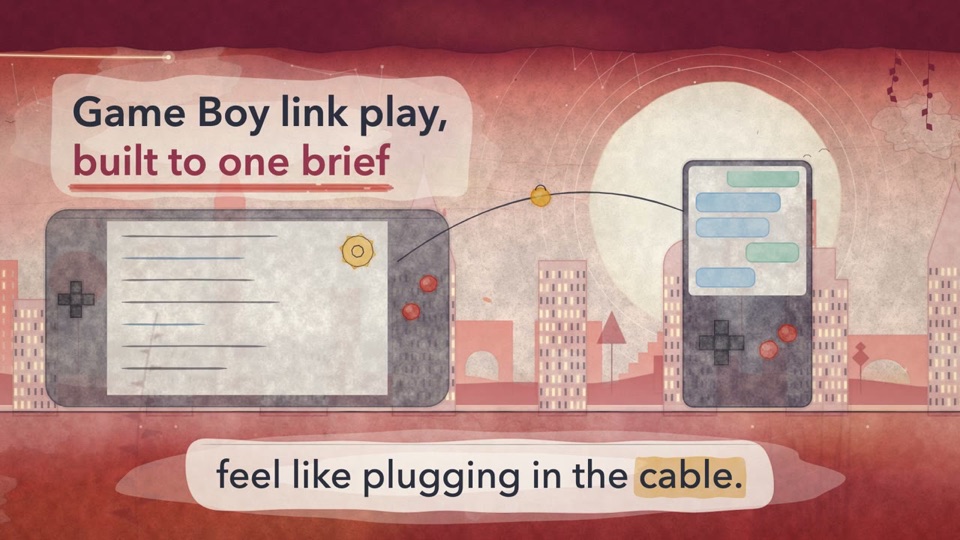 Game Boy link play,
built to one brief
feel like plugging in the cable.